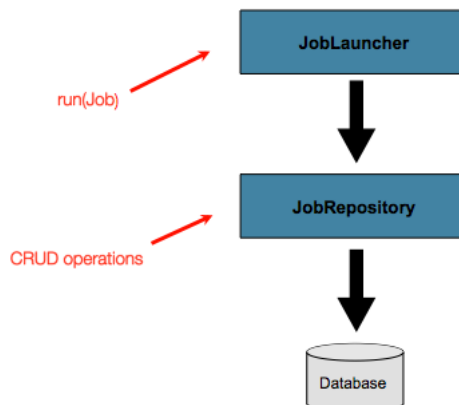 JobLauncher
run(Job)
JobRepository
CRUD operations
Database